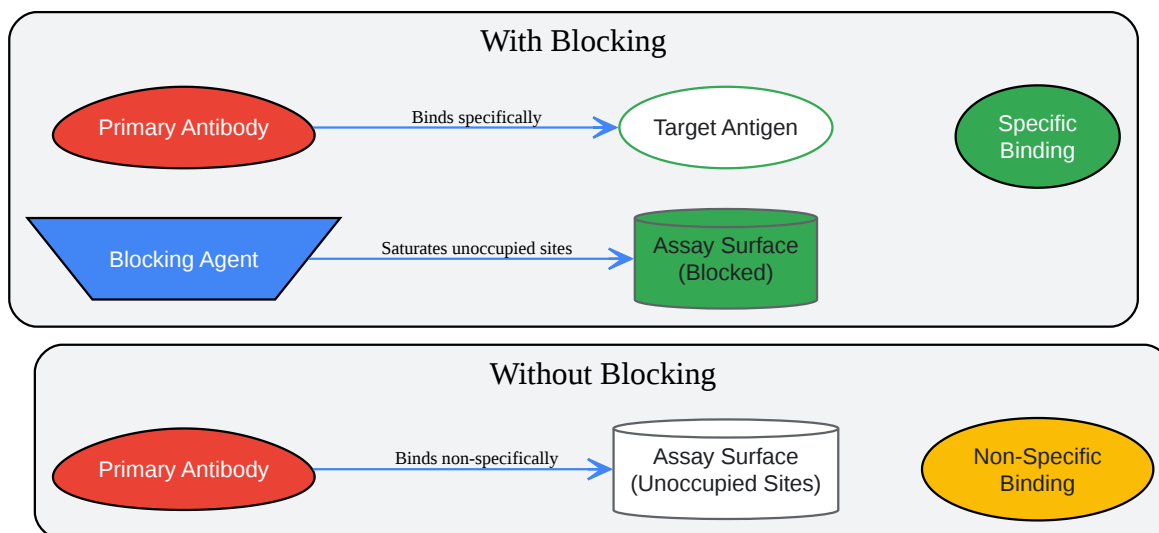 With Blocking
Primary Antibody
Binds specifically
Target Antigen
Specific
Binding
Blocking Agent
Saturates unoccupied sites
Assay Surface
(Blocked)
Without Blocking
Primary Antibody
Binds non-specifically
Assay Surface
(Unoccupied Sites)
Non-Specific
Binding